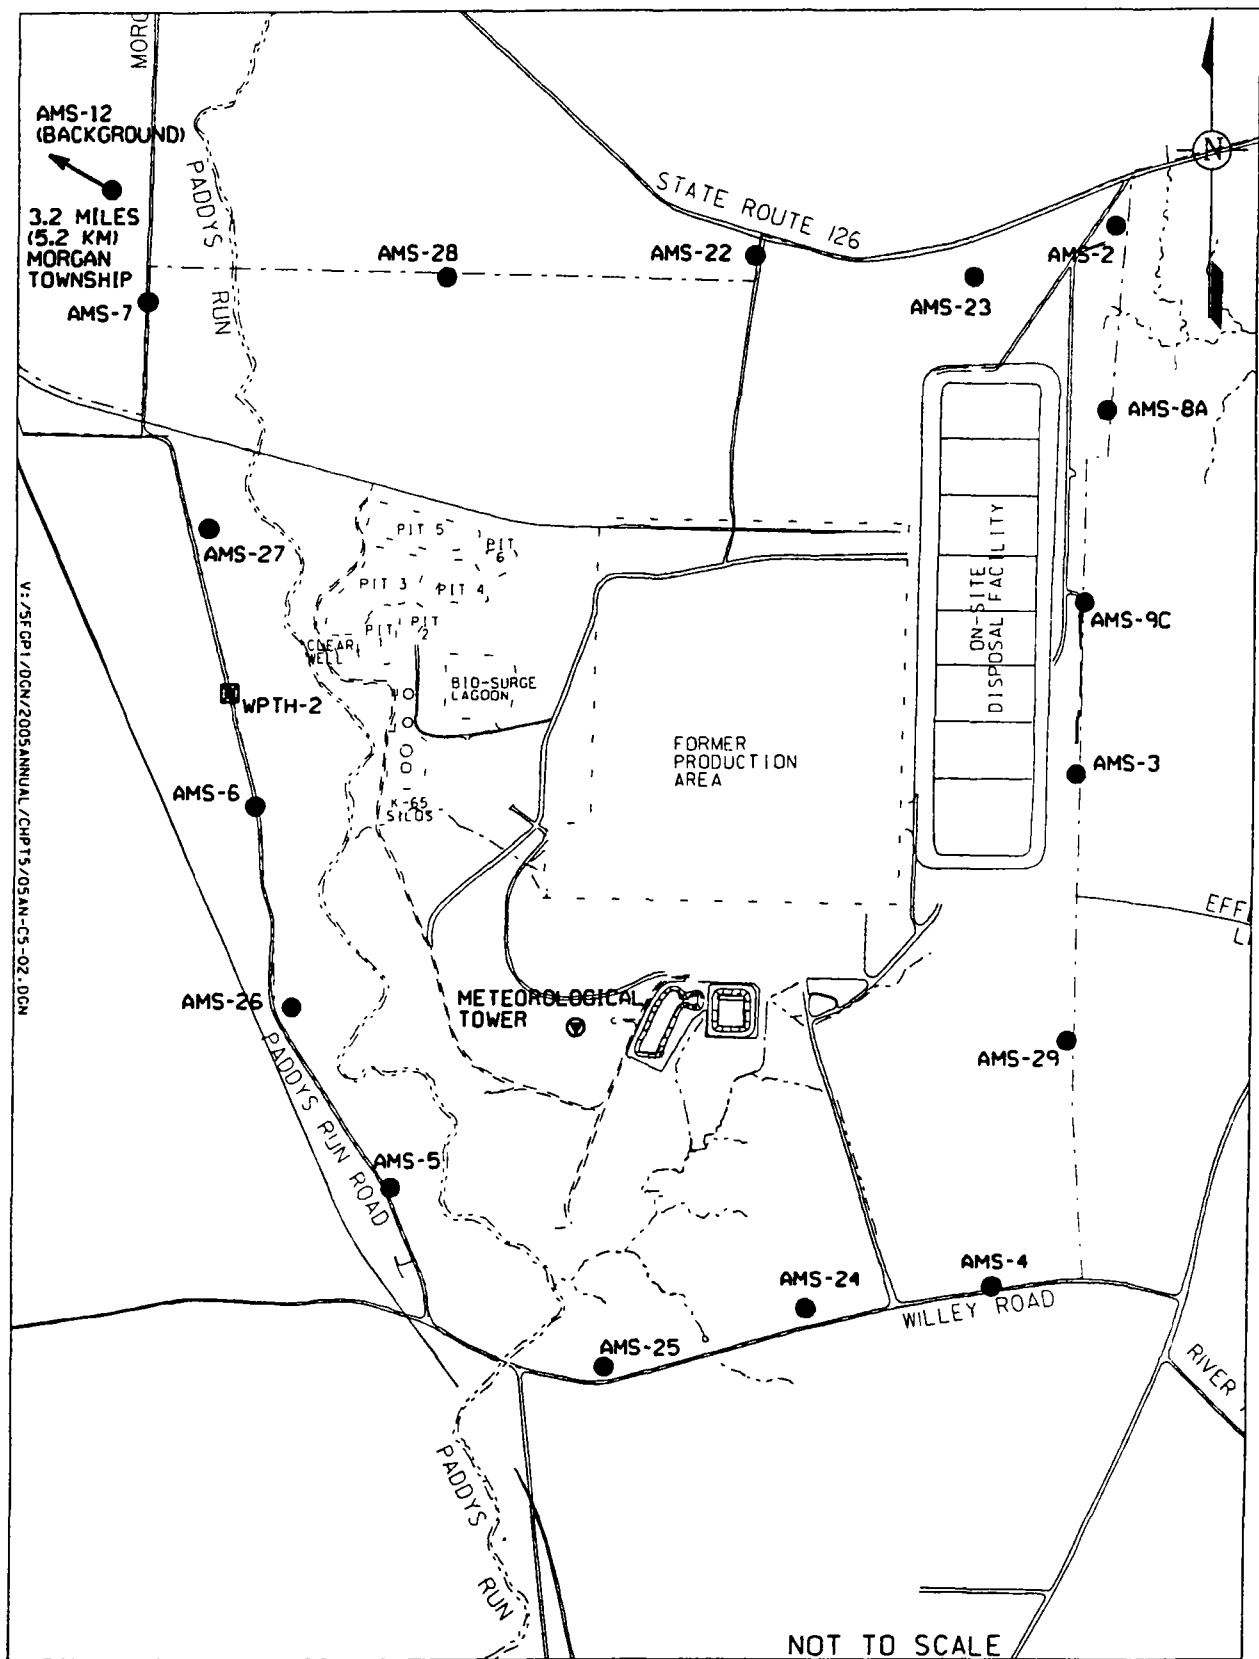 MORG
AMS-12
(BACKGROUND)
3.2 MILES
(5.2 KM)
MORGAN
TOWNSHIP
AMS-7
PADDYS
RUN
AMS-28
STATE ROUTE 126
AMS-22
AMS-23
AMS-2
N
AMS-8A
AMS-27
PIT 5
PIT
6
PIT 3
PIT 4
PIT
PIT
2
CLEAR
WELL
BIO-SURGE
LAGOON
WPTH-2
ON-SITE
DISPOSAL FACILITY
AMS-9C
FORMER
PRODUCTION
AREA
AMS-3
AMS-6
K-65
SILOS
EFF
L
V:/5FGP1/DGN/2005ANNUAL/CHPT5/05AN-C5-02.DGN
AMS-26
METEOROLOGICAL
TOWER
AMS-29
PADDYS RUN ROAD
AMS-5
AMS-24
AMS-4
WILLEY ROAD
AMS-25
RIVER
PADDYS
RUN
NOT TO SCALE